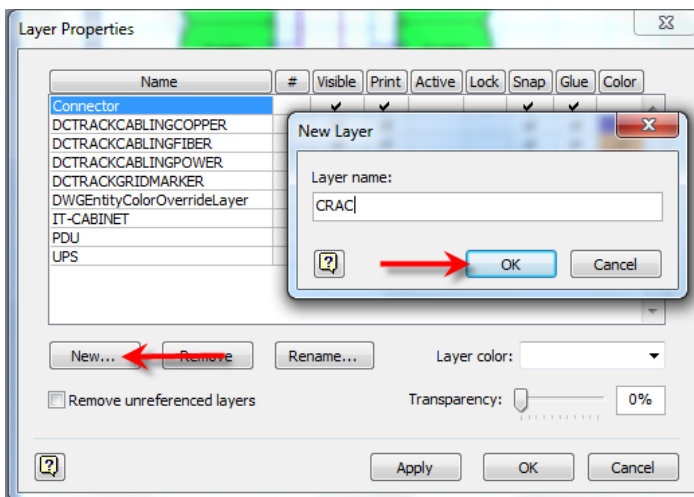 Layer Properties
Name # Visible Print Active Lock Snap Glue Color
Connector
DCTRACKCABLINGCOPPER
DCTRACKCABLINGFIBER
DCTRACKCABLINGPOWER
DCTRACKGRIDMARKER
DWGEntityColorOverrideLayer
IT-CABINET
PDU
UPS
New Layer
Layer name:
CRAC
? OK Cancel
New... Remove Rename... Layer color:
Remove unreferenced layers Transparency: 0%
? Apply OK Cancel